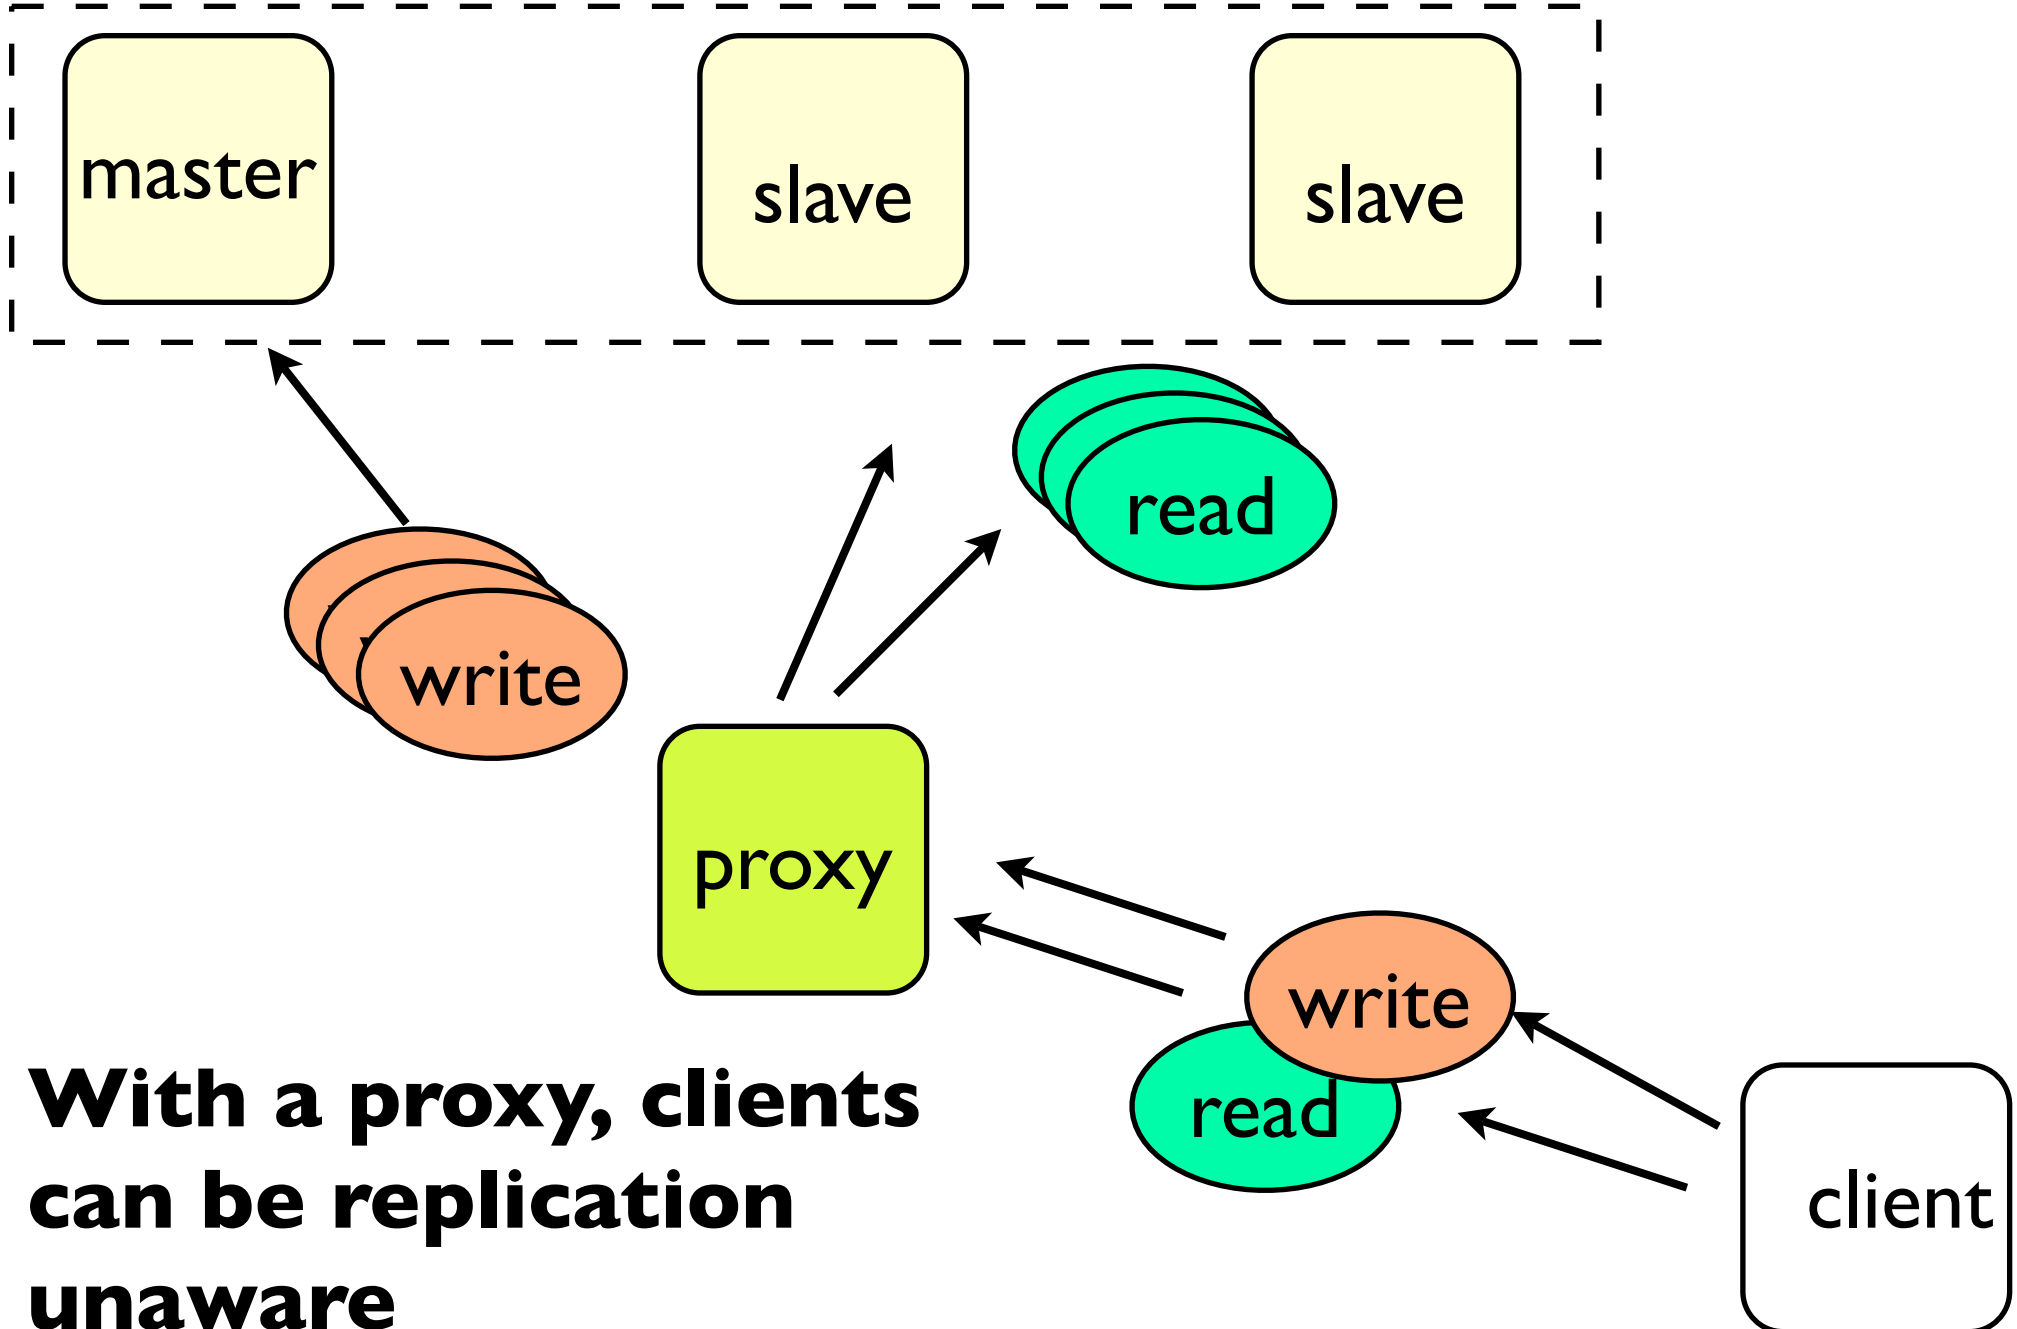 master
slave
slave
read
write
proxy
write
read
client
With a proxy, clients
can be replication
unaware